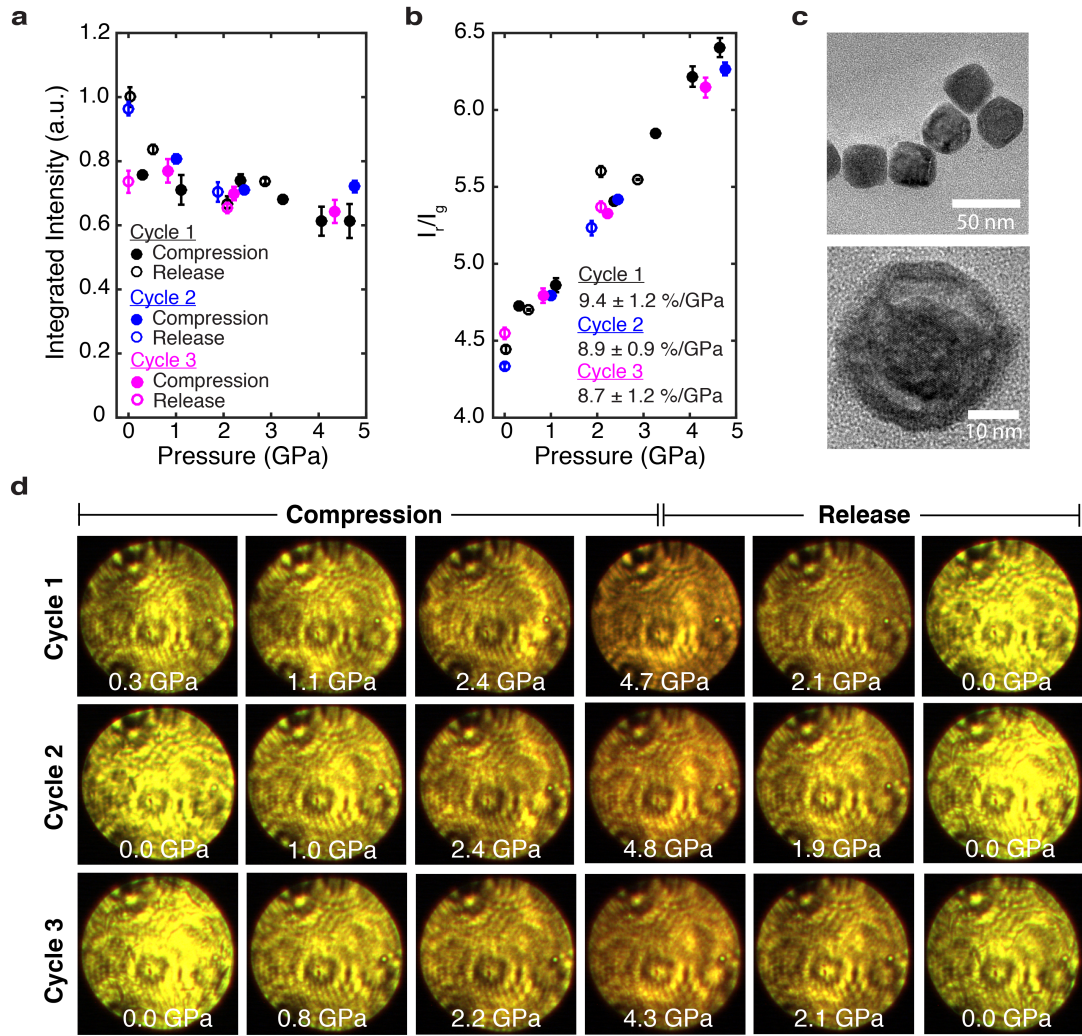 a
1.2
1.0
0.8
0.6
0.4
0.2
0
Integrated Intensity (a.u.)
Cycle 1
Compression
Release
Cycle 2
Compression
Release
Cycle 3
Compression
Release
0 1 2 3 4 5
Pressure (GPa)
b
6.5
6.0
5.5
5.0
4.5
4.0
Ir/Ig
Cycle 1
9.4 ± 1.2 %/GPa
Cycle 2
8.9 ± 0.9 %/GPa
Cycle 3
8.7 ± 1.2 %/GPa
0 1 2 3 4 5
Pressure (GPa)
c
50 nm
10 nm
d
Compression Release
Cycle 1
0.3 GPa 1.1 GPa 2.4 GPa 4.7 GPa 2.1 GPa 0.0 GPa
Cycle 2
0.0 GPa 1.0 GPa 2.4 GPa 4.8 GPa 1.9 GPa 0.0 GPa
Cycle 3
0.0 GPa 0.8 GPa 2.2 GPa 4.3 GPa 2.1 GPa 0.0 GPa